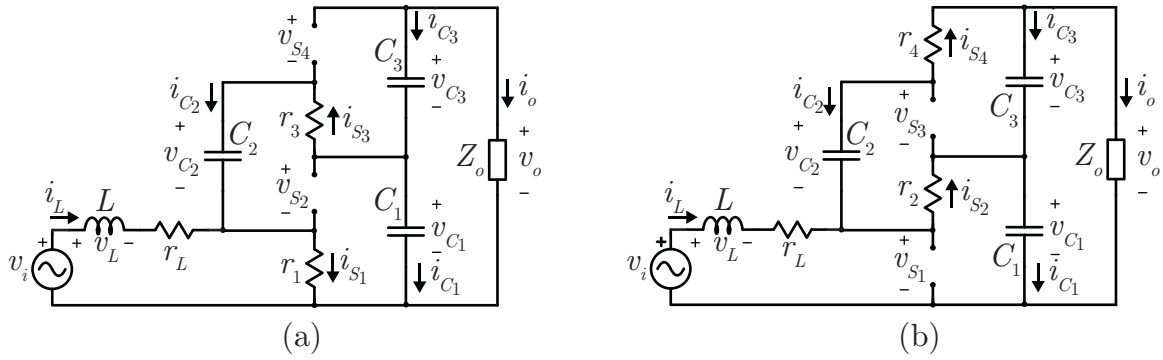 + v_{S_4} -
i_{C_3}
C_3
+ v_{C_3} -
i_{C_2}
+ v_{C_2} -
C_2
r_3
i_{S_3}
i_o
Z_o
+ v_o -
+ v_{S_2} -
C_1
+ v_{C_1} -
i_L
L
+ v_L -
r_L
v_i
+
r_1
i_{S_1}
i_{C_1}
(a)
r_4
i_{S_4}
i_{C_3}
+ v_{C_3} -
C_3
i_{C_2}
+ v_{C_2} -
C_2
+ v_{S_3} -
i_o
Z_o
+ v_o -
r_2
i_{S_2}
i_L
L
+ v_L -
r_L
v_i
+
+ v_{S_1} -
C_1
+ v_{C_1} -
i_{C_1}
(b)